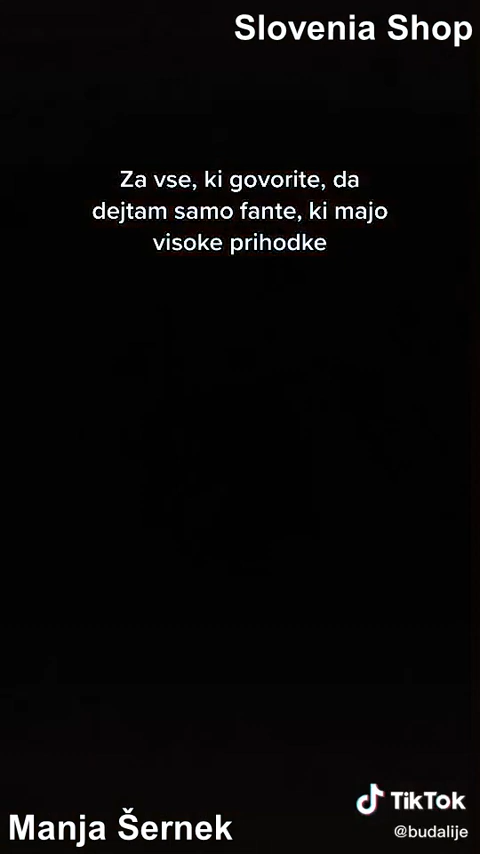 Slovenia Shop
Za vse, ki govorite, da
dejtam samo fante, ki majo
visoke prihodke
TikTok
@budalije
Manja Šernek